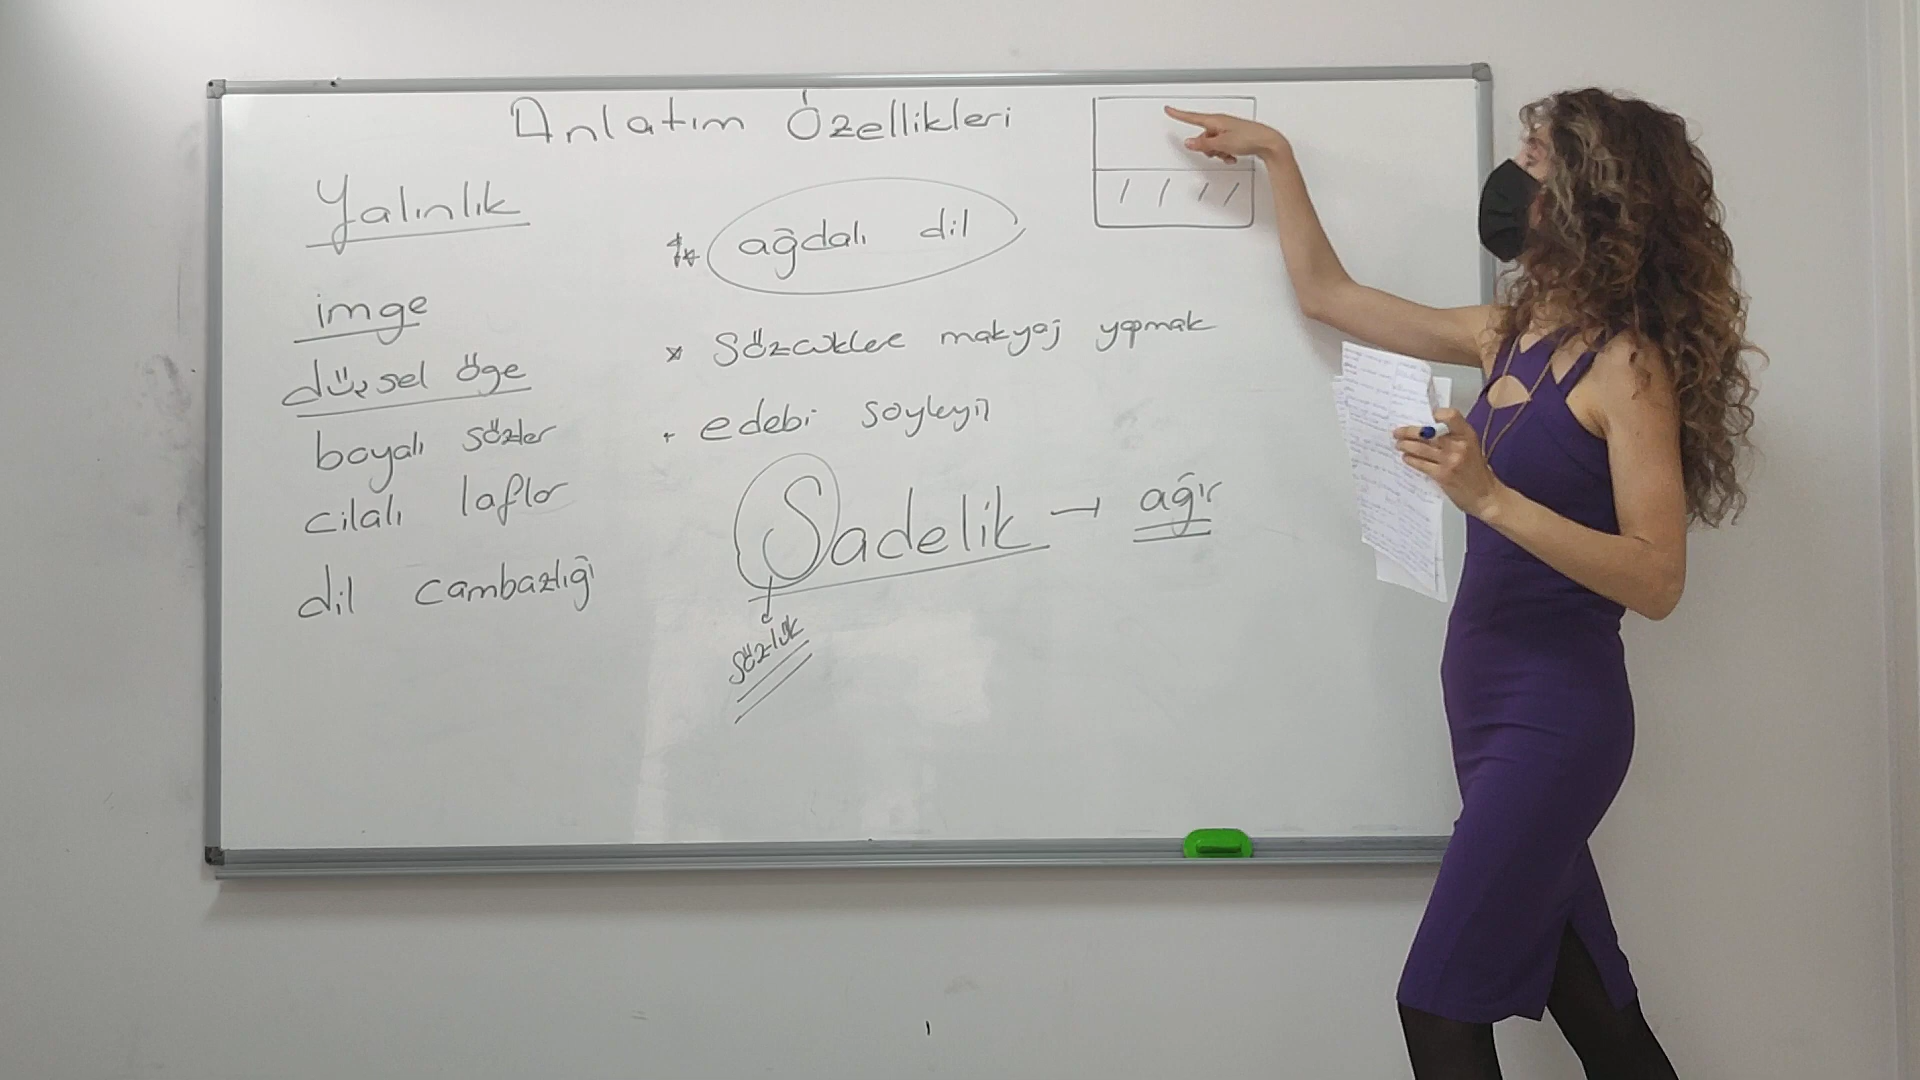 Anlatım Özellikleri
Yalınlık
imge
düşsel öge
boyalı sözler
cilalı laflar
dil cambazlığı
** ağdalı dil
* Sözcüklere makyaj yapmak
• edebi söyleyiş
Sadelik → ağır
sözlük